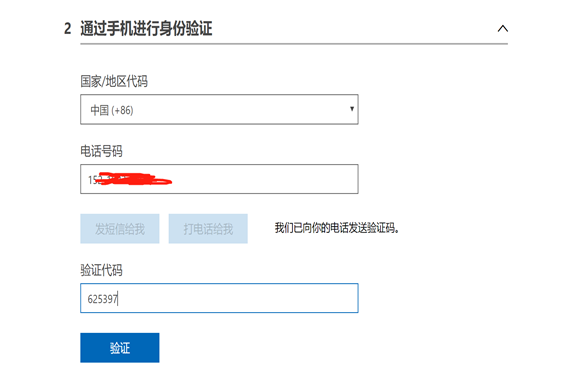 2 通过手机进行身份验证
国家/地区代码
中国 (+86)
电话号码
发短信给我 打电话给我 我们已向你的电话发送验证码。
验证代码
625397
验证